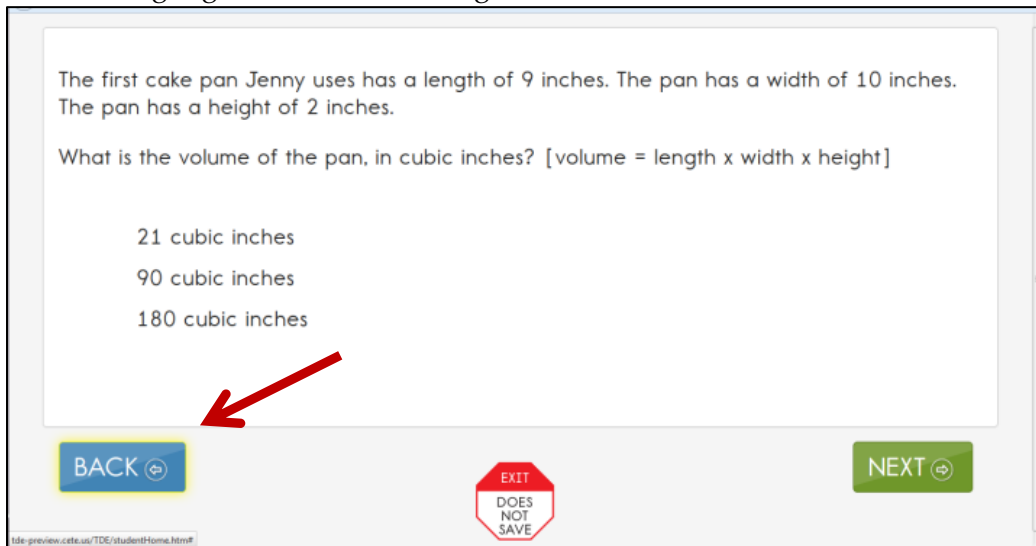 The first cake pan Jenny uses has a length of 9 inches. The pan has a width of 10 inches.
The pan has a height of 2 inches.
What is the volume of the pan, in cubic inches? [volume = length x width x height]
21 cubic inches
90 cubic inches
180 cubic inches
BACK
NEXT
EXIT
DOES
NOT
SAVE
tde-preview.cete.us/TDE/studentHome.htm#